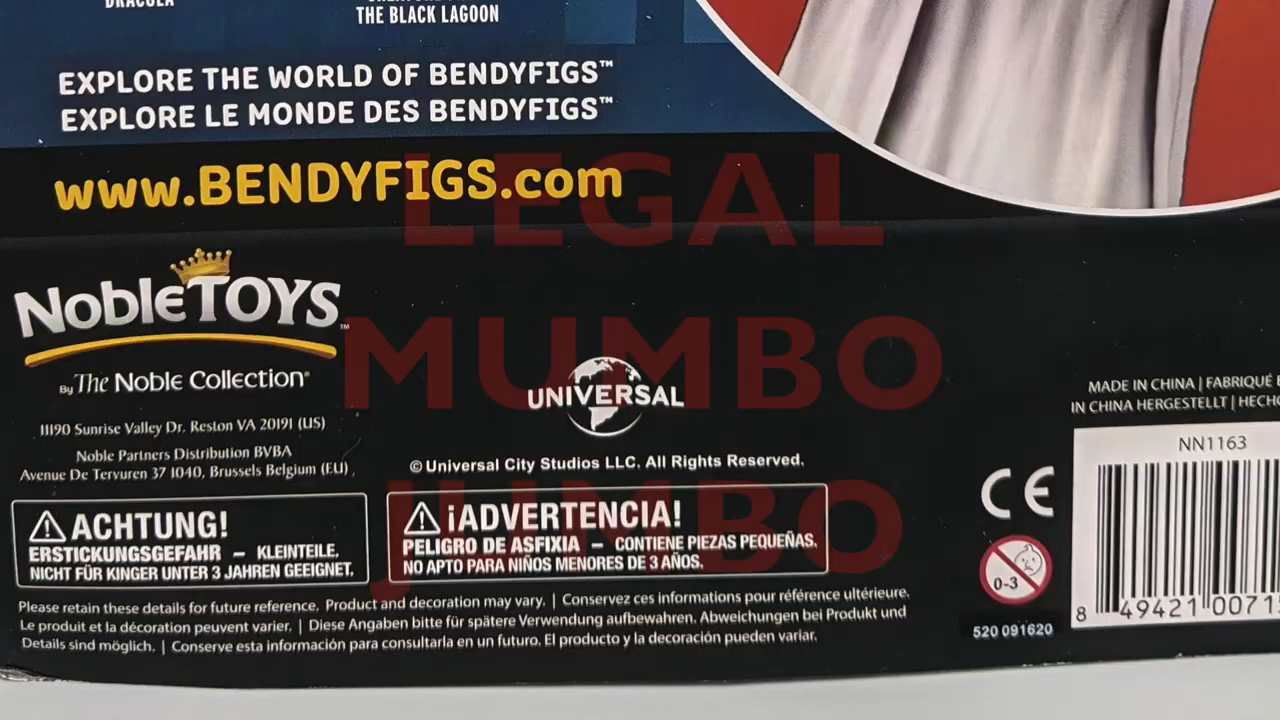 DRACULA
THE BLACK LAGOON
EXPLORE THE WORLD OF BENDYFIGS™
EXPLORE LE MONDE DES BENDYFIGS™
www.BENDYFIGS.com
LEGAL
MUMBO
JUMBO
NOBLE TOYS™
By The Noble Collection®
11190 Sunrise Valley Dr. Reston VA 20191 (US)
Noble Partners Distribution BVBA
Avenue De Tervuren 37 1040, Brussels Belgium (EU)
UNIVERSAL
© Universal City Studios LLC. All Rights Reserved.
ACHTUNG!
ERSTICKUNGSGEFAHR – KLEINTEILE,
NICHT FÜR KINGER UNTER 3 JAHREN GEEIGNET.
¡ADVERTENCIA!
PELIGRO DE ASFIXIA – CONTIENE PIEZAS PEQUEÑAS.
NO APTO PARA NIÑOS MENORES DE 3 AÑOS.
Please retain these details for future reference. Product and decoration may vary. | Conservez ces informations pour référence ultérieure.
Le produit et la décoration peuvent varier. | Diese Angaben bitte für spätere Verwendung aufbewahren. Abweichungen bei Produkt und
Details sind möglich. | Conserve esta información para consultarla en un futuro. El producto y la decoración pueden variar.
MADE IN CHINA | FABRIQUÉ
IN CHINA HERGESTELLT |
NN1163
CE
0-3
520 091620
8 49421 0071